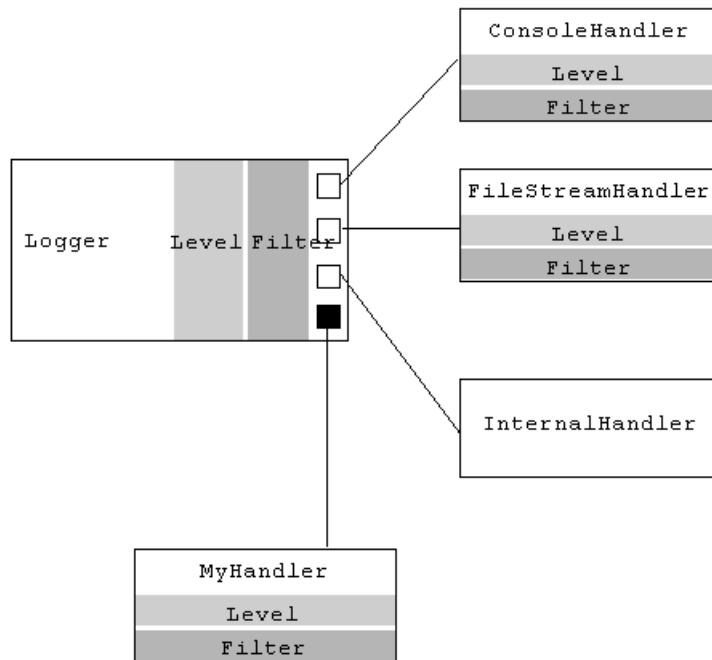 ConsoleHandler
Level
Filter
FileStreamHandler
Level
Filter
Logger Level Filter
InternalHandler
MyHandler
Level
Filter